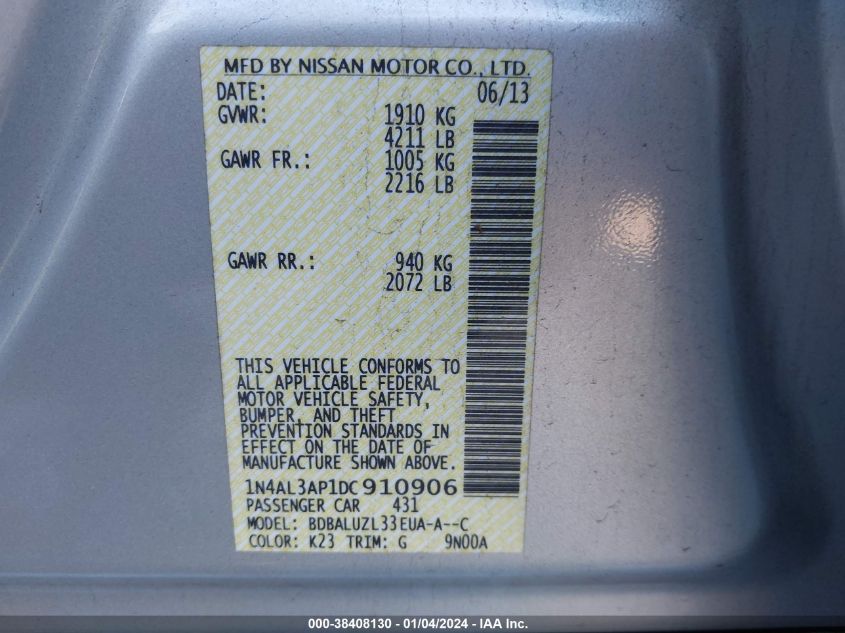 MFD BY NISSAN MOTOR CO., LTD.
DATE: 06/13
GVWR: 1910 KG
4211 LB
GAWR FR.: 1005 KG
2216 LB
GAWR RR.: 940 KG
2072 LB
THIS VEHICLE CONFORMS TO
ALL APPLICABLE FEDERAL
MOTOR VEHICLE SAFETY,
BUMPER, AND THEFT
PREVENTION STANDARDS IN
EFFECT ON THE DATE OF
MANUFACTURE SHOWN ABOVE.
1N4AL3AP1DC910906
PASSENGER CAR 431
MODEL: BDBALUZL33EUA-A--C
COLOR: K23 TRIM: G 9N00A
000-38408130 - 01/04/2024 - IAA Inc.